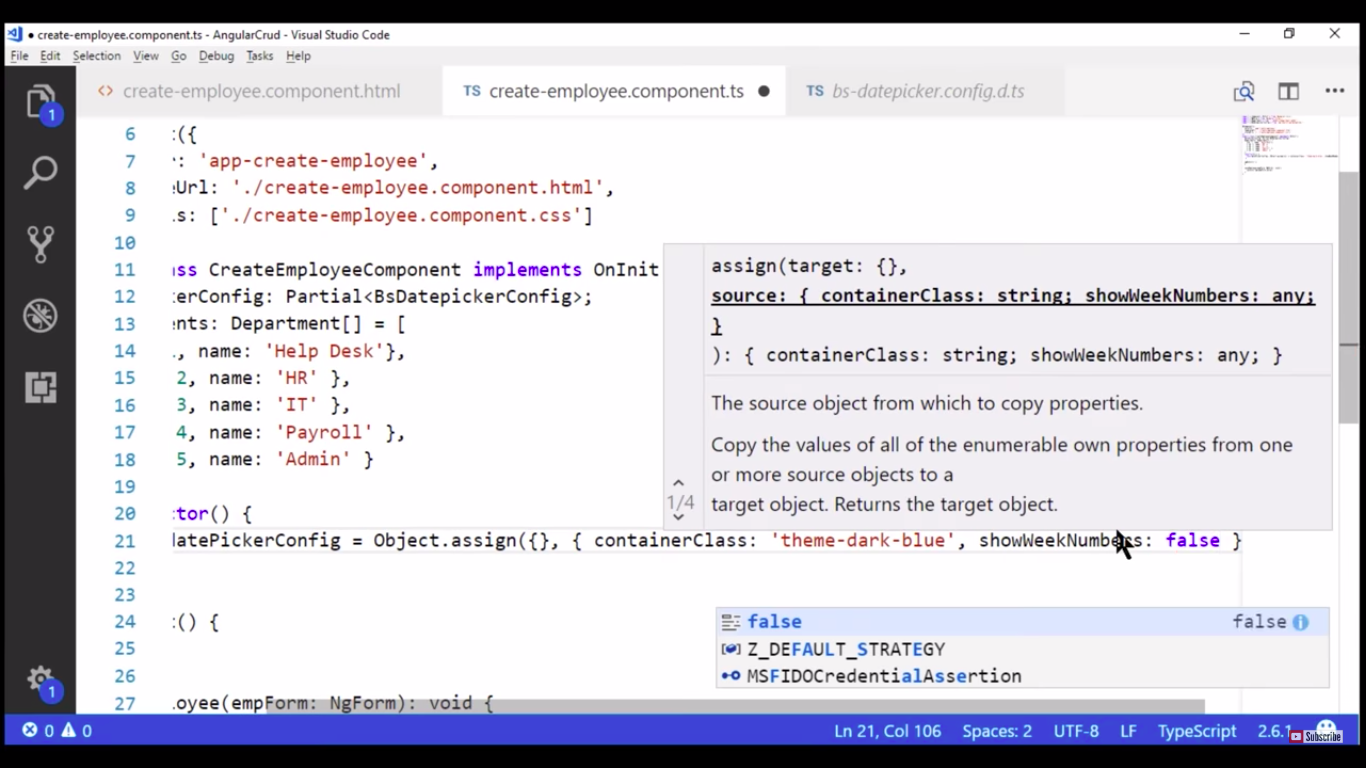 ● create-employee.component.ts - AngularCrud - Visual Studio Code
File Edit Selection View Go Debug Tasks Help
1
<> create-employee.component.html
TS create-employee.component.ts ●
TS bs-datepicker.config.d.ts
6 :({
7 ': 'app-create-employee',
8 eUrl: './create-employee.component.html',
9 .s: ['./create-employee.component.css']
10
11 ass CreateEmployeeComponent implements OnInit
12 kerConfig: Partial<BsDatepickerConfig>;
13 ents: Department[] = [
14 ., name: 'Help Desk'},
15 2, name: 'HR' },
16 3, name: 'IT' },
17 4, name: 'Payroll' },
18 5, name: 'Admin' }
19
20 ctor() {
21 datePickerConfig = Object.assign({}, { containerClass: 'theme-dark-blue', showWeekNumbers: false }
22
23
24 :() {
25
26
27 loyee(empForm: NgForm): void {
assign(target: {},
source: { containerClass: string; showWeekNumbers: any;
}
): { containerClass: string; showWeekNumbers: any; }
The source object from which to copy properties.
Copy the values of all of the enumerable own properties from one
or more source objects to a
target object. Returns the target object.
1/4
false false
Z_DEFAULT_STRATEGY
MSFIDOCredentialAssertion
1
0 0 Ln 21, Col 106 Spaces: 2 UTF-8 LF TypeScript 2.6.1
Subscribe